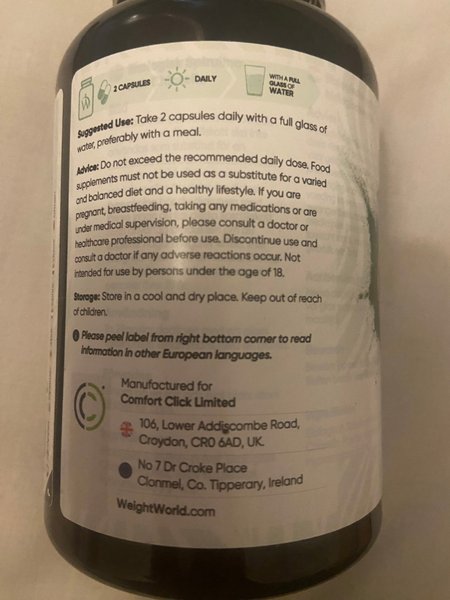 2 CAPSULES
DAILY
WITH A FULL
GLASS OF
WATER
Suggested Use: Take 2 capsules daily with a full glass of
water, preferably with a meal.
Advice: Do not exceed the recommended daily dose. Food
supplements must not be used as a substitute for a varied
and balanced diet and a healthy lifestyle. If you are
pregnant, breastfeeding, taking any medications or are
under medical supervision, please consult a doctor or
healthcare professional before use. Discontinue use and
consult a doctor if any adverse reactions occur. Not
intended for use by persons under the age of 18.
Storage: Store in a cool and dry place. Keep out of reach
of children.
Please peel label from right bottom corner to read
information in other European languages.
Manufactured for
Comfort Click Limited
106, Lower Addiscombe Road,
Croydon, CR0 6AD, UK.
No 7 Dr Croke Place
Clonmel, Co. Tipperary, Ireland
WeightWorld.com